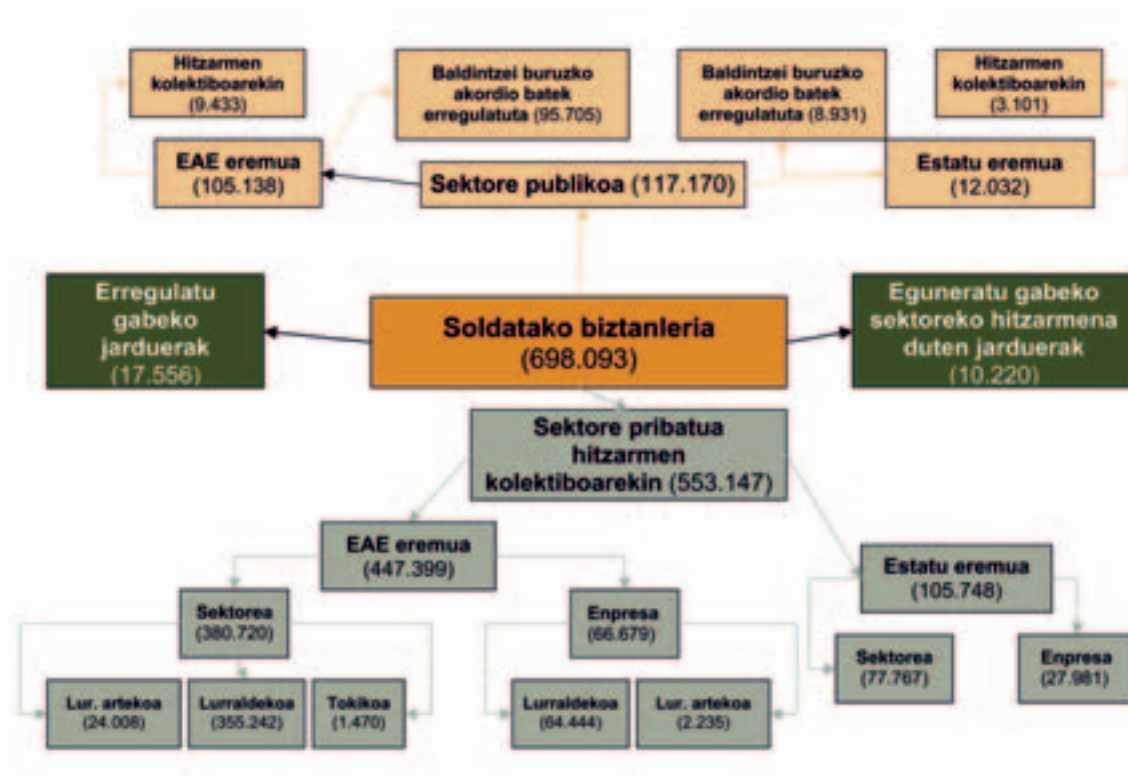 Hitzarmen
kolektiboarekin
(9.433)
Baldintzei buruzko
akordio batek
erregulatuta (95.705)
Baldintzei buruzko
akordio batek
erregulatuta (8.931)
Hitzarmen
kolektiboarekin
(3.101)
EAE eremua
(105.138)
Sektore publikoa (117.170)
Estatu eremua
(12.032)
Erregulatu
gabeko
jarduerak
(17.556)
Soldatako biztanleria
(698.093)
Eguneratu gabeko
sektoreko hitzarmena
duten jarduerak
(10.220)
Sektore pribatua
hitzarmen
kolektiboarekin (553.147)
EAE eremua
(447.399)
Estatu eremua
(105.748)
Sektorea
(380.720)
Enpresa
(66.679)
Sektorea
(77.767)
Enpresa
(27.981)
Lur. artekoa
(24.008)
Lurraldekoa
(355.242)
Tokikoa
(1.470)
Lurraldekoa
(64.444)
Lur. artekoa
(2.235)